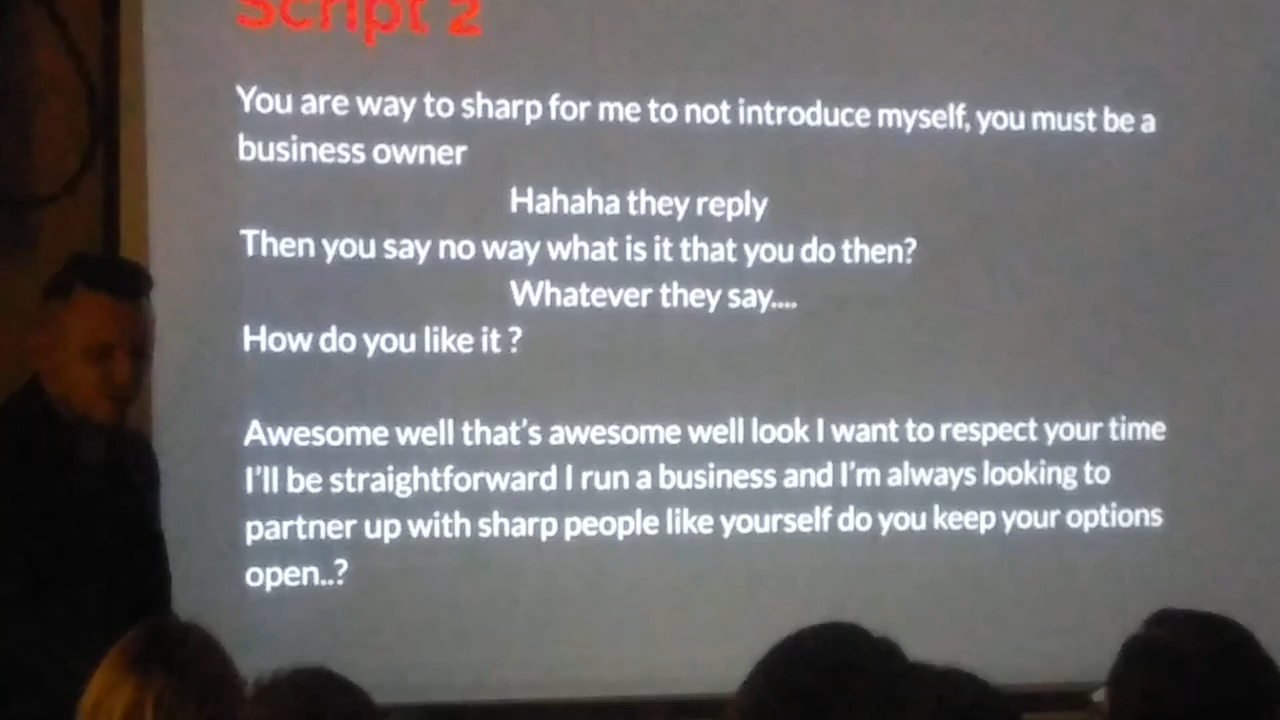 Script 2
You are way to sharp for me to not introduce myself, you must be a
business owner
Hahaha they reply
Then you say no way what is it that you do then?
Whatever they say....
How do you like it ?
Awesome well that's awesome well look I want to respect your time
I'll be straightforward I run a business and I'm always looking to
partner up with sharp people like yourself do you keep your options
open..?